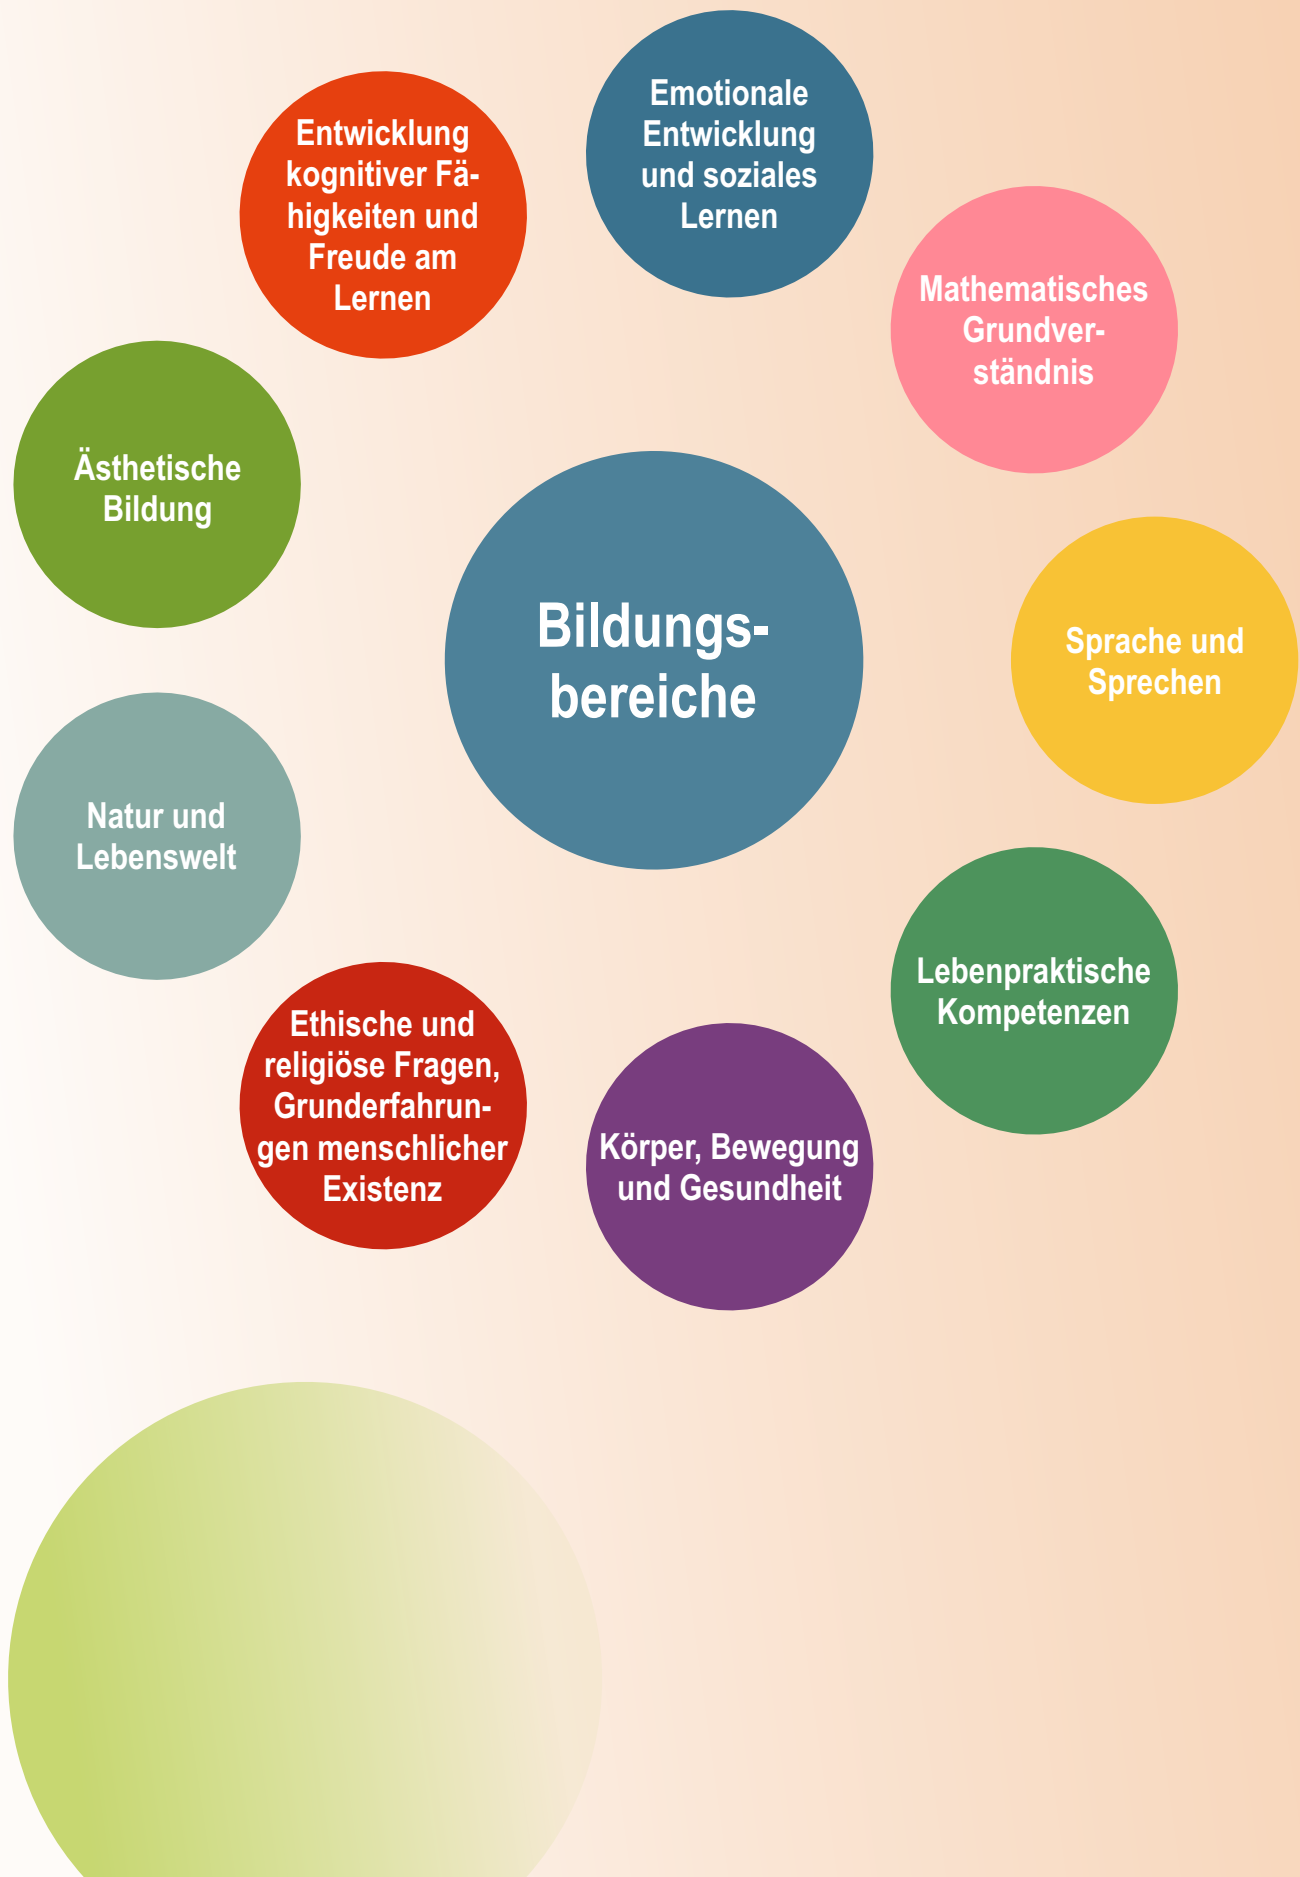 Emotionale
Entwicklung
und soziales
Lernen
Entwicklung
kognitiver Fä-
higkeiten und
Freude am
Lernen
Mathematisches
Grundver-
ständnis
Ästhetische
Bildung
Bildungs-
bereiche
Sprache und
Sprechen
Natur und
Lebenswelt
Lebenpraktische
Kompetenzen
Ethische und
religiöse Fragen,
Grunderfahrun-
gen menschlicher
Existenz
Körper, Bewegung
und Gesundheit